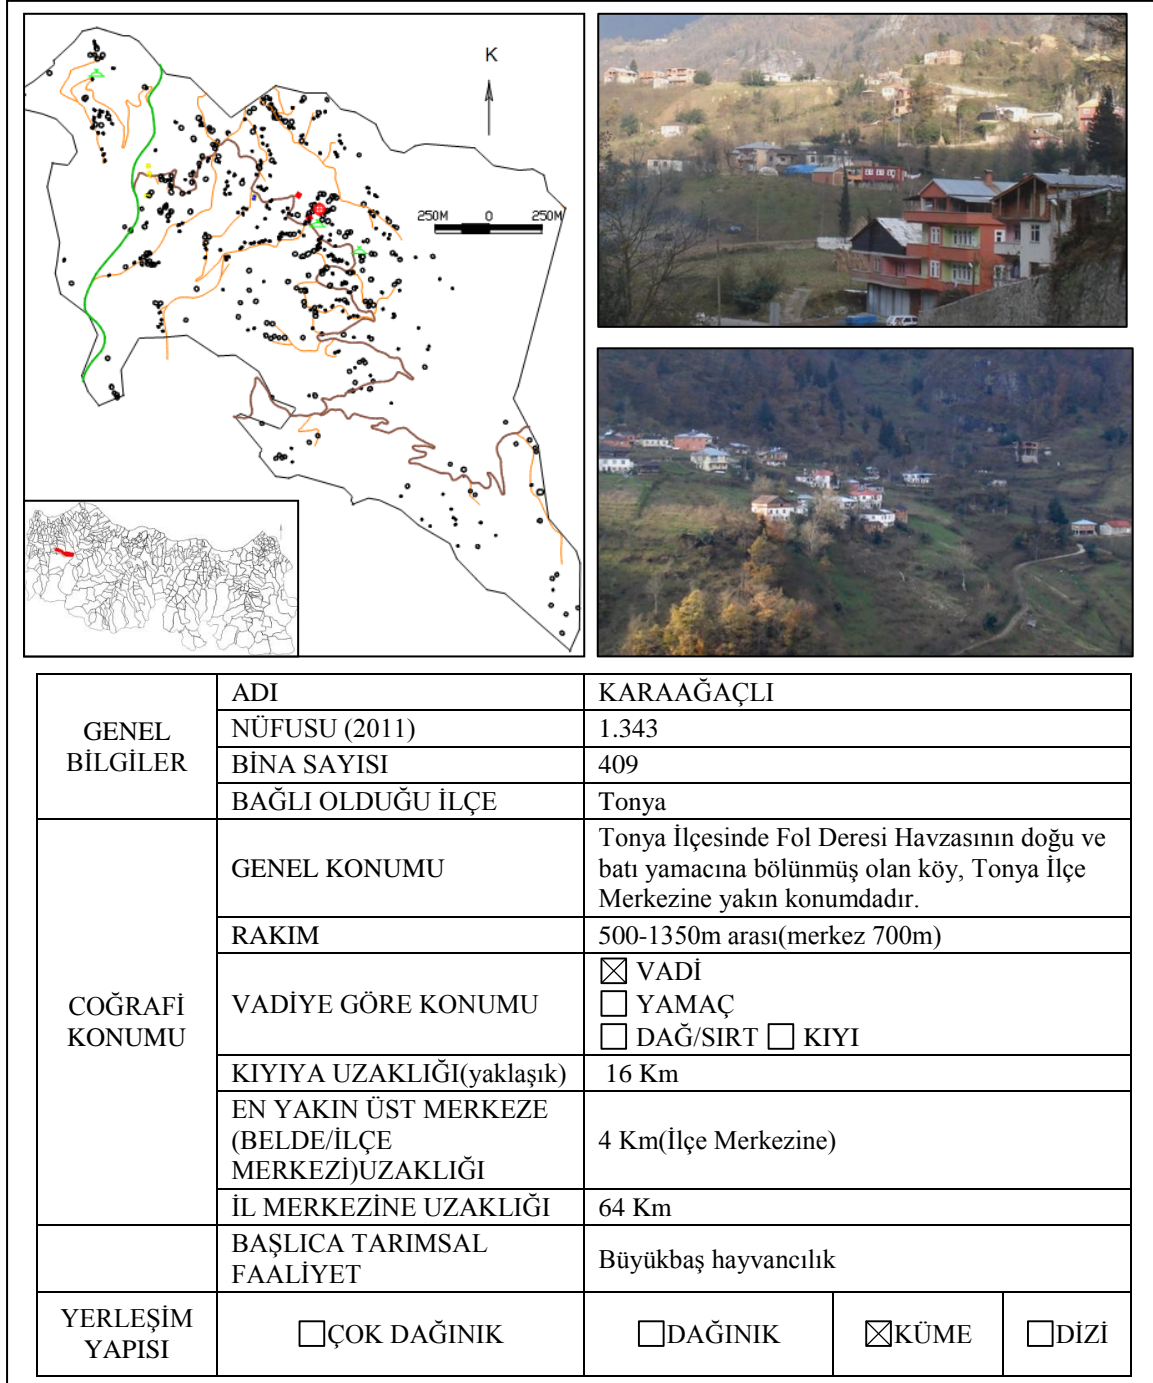 K
250M 0 250M
GENEL BİLGİLER
ADI
KARAAĞAÇLI
NÜFUSU (2011)
1.343
BİNA SAYISI
409
BAĞLI OLDUĞU İLÇE
Tonya
COĞRAFİ KONUMU
GENEL KONUMU
Tonya İlçesinde Fol Deresi Havzasının doğu ve
batı yamacına bölünmüş olan köy, Tonya İlçe
Merkezine yakın konumdadır.
RAKIM
500-1350m arası(merkez 700m)
VADİYE GÖRE KONUMU
☒ VADİ
☐ YAMAÇ
☐ DAĞ/SIRT ☐ KIYI
KIYIYA UZAKLIĞI(yaklaşık)
16 Km
EN YAKIN ÜST MERKEZE
(BELDE/İLÇE
MERKEZİ)UZAKLIĞI
4 Km(İlçe Merkezine)
İL MERKEZİNE UZAKLIĞI
64 Km
BAŞLICA TARIMSAL
FAALİYET
Büyükbaş hayvancılık
YERLEŞİM
YAPISI
☐ÇOK DAĞINIK
☐DAĞINIK
☒KÜME
☐DİZİ